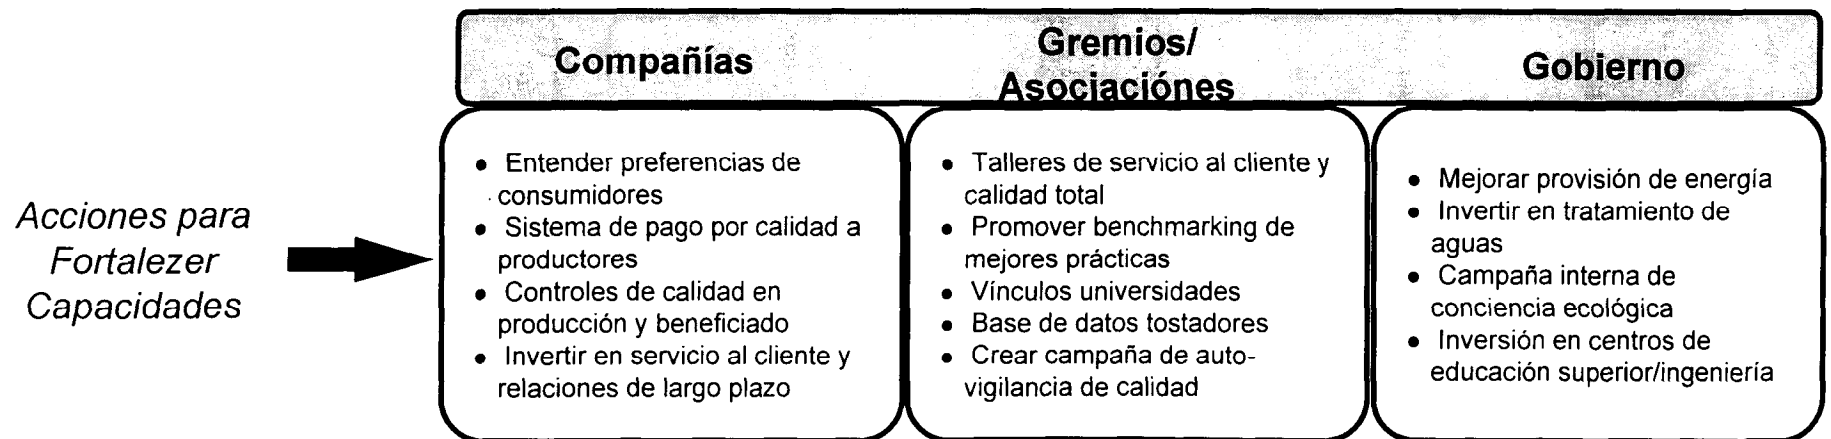 Compañías
Gremios/
Asociaciónes
Gobierno
Acciones para
Fortalezer
Capacidades
• Entender preferencias de
consumidores
• Sistema de pago por calidad a
productores
• Controles de calidad en
producción y beneficiado
• Invertir en servicio al cliente y
relaciones de largo plazo
• Talleres de servicio al cliente y
calidad total
• Promover benchmarking de
mejores prácticas
• Vínculos universidades
• Base de datos tostadores
• Crear campaña de auto-
vigilancia de calidad
• Mejorar provisión de energía
• Invertir en tratamiento de
aguas
• Campaña interna de
conciencia ecológica
• Inversión en centros de
educación superior/ingeniería